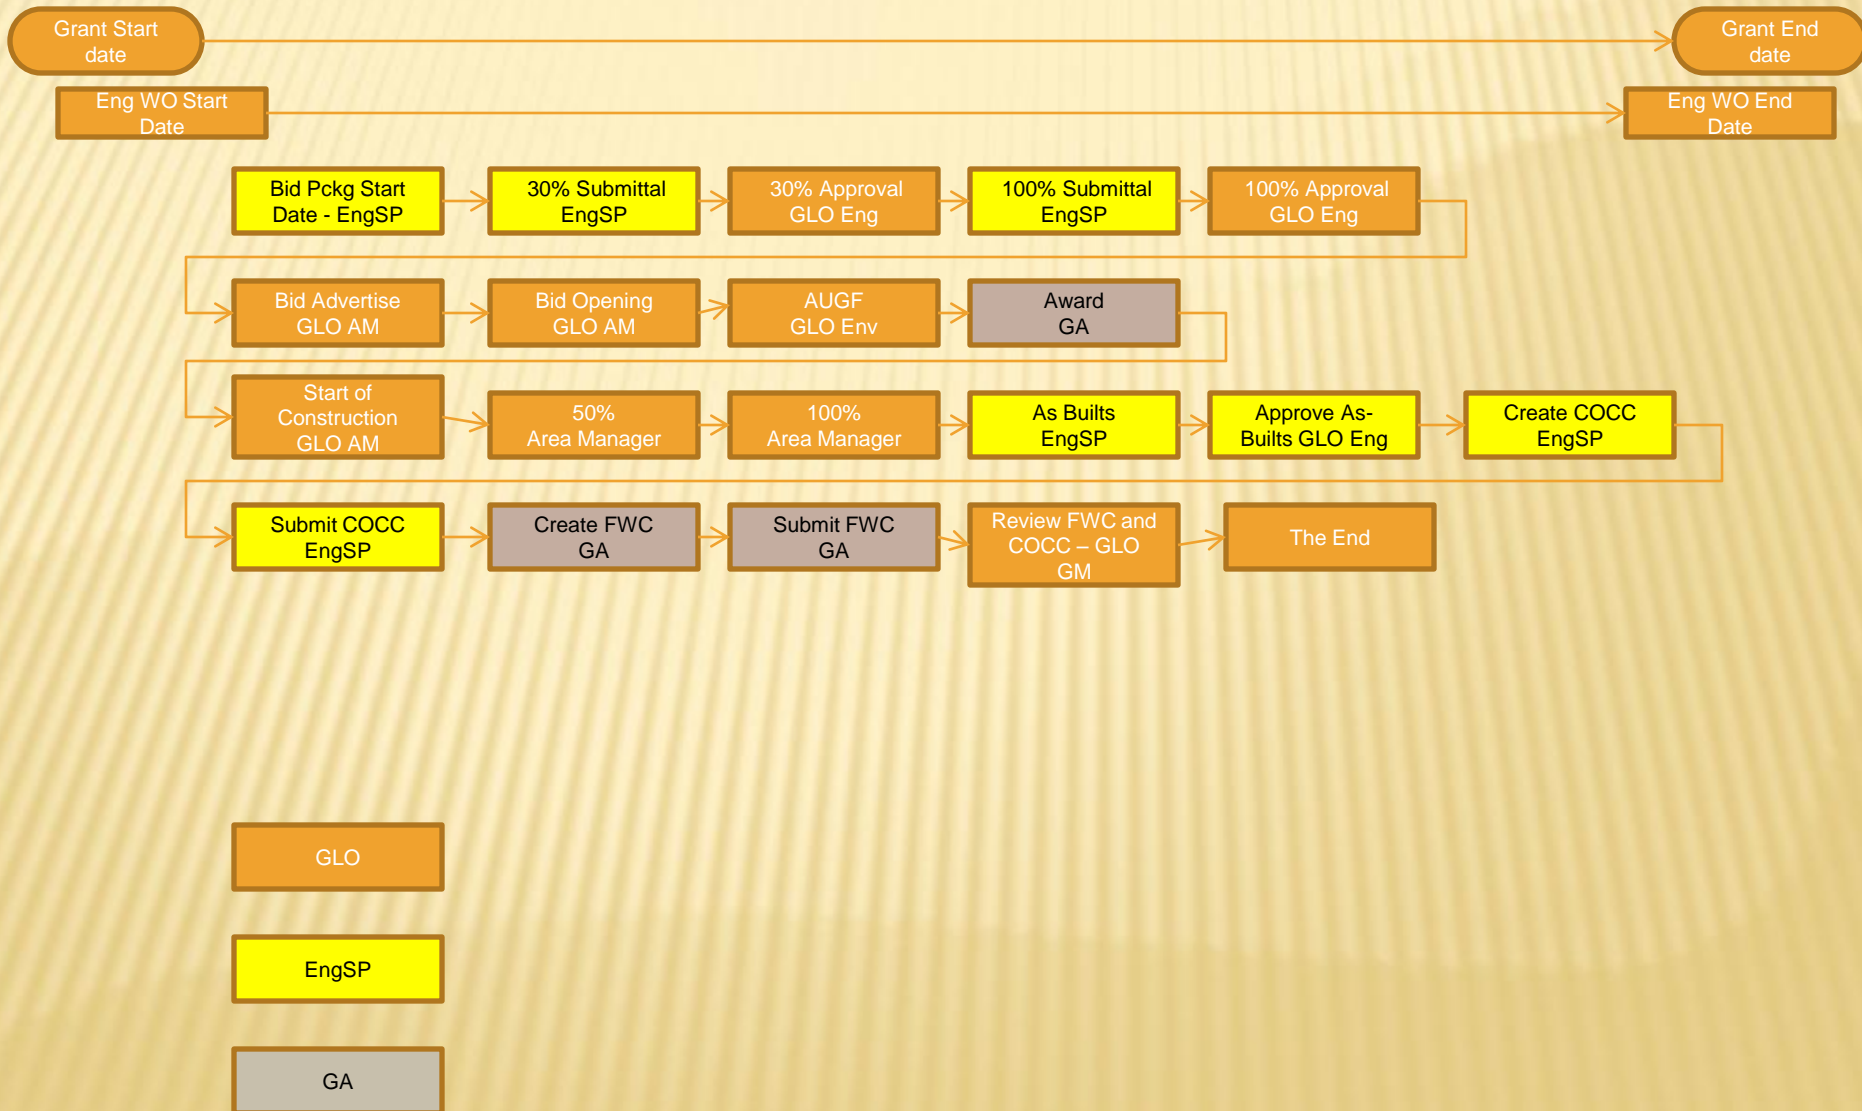 Grant Start
date
Grant End
date
Eng WO Start
Date
Eng WO End
Date
Bid Pckg Start
Date - EngSP
30% Submittal
EngSP
30% Approval
GLO Eng
100% Submittal
EngSP
100% Approval
GLO Eng
Bid Advertise
GLO AM
Bid Opening
GLO AM
AUGF
GLO Env
Award
GA
Start of
Construction
GLO AM
50%
Area Manager
100%
Area Manager
As Builts
EngSP
Approve As-
Builts GLO Eng
Create COCC
EngSP
Submit COCC
EngSP
Create FWC
GA
Submit FWC
GA
Review FWC and
COCC – GLO
GM
The End
GLO
EngSP
GA